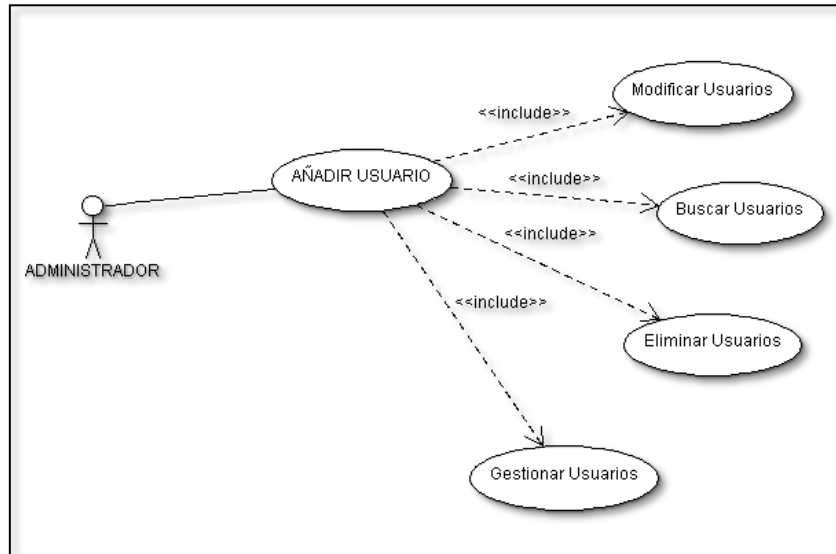 Modificar Usuarios
<<include>>
AÑADIR USUARIO
<<include>>
Buscar Usuarios
<<include>>
ADMINISTRADOR
<<include>>
Eliminar Usuarios
Gestionar Usuarios